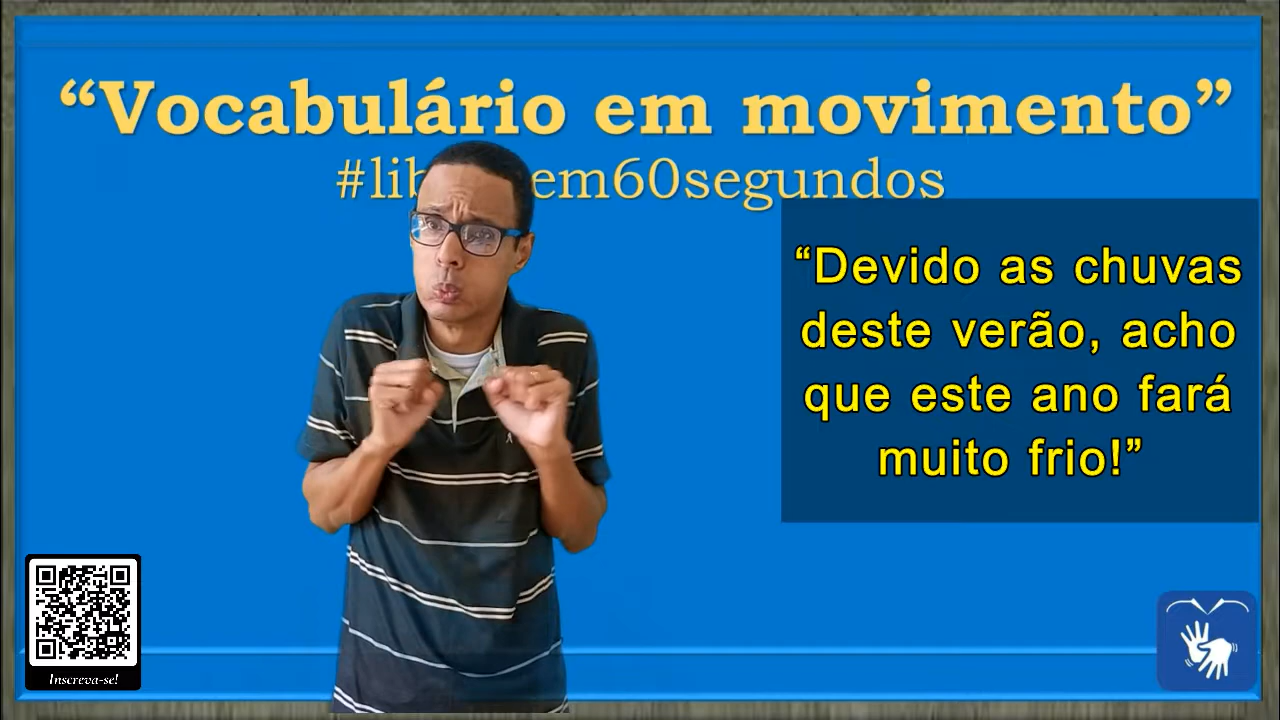 “Vocabulário em movimento”
#lib em60segundos
“Devido as chuvas
deste verão, acho
que este ano fará
muito frio!”
Inscreva-se!